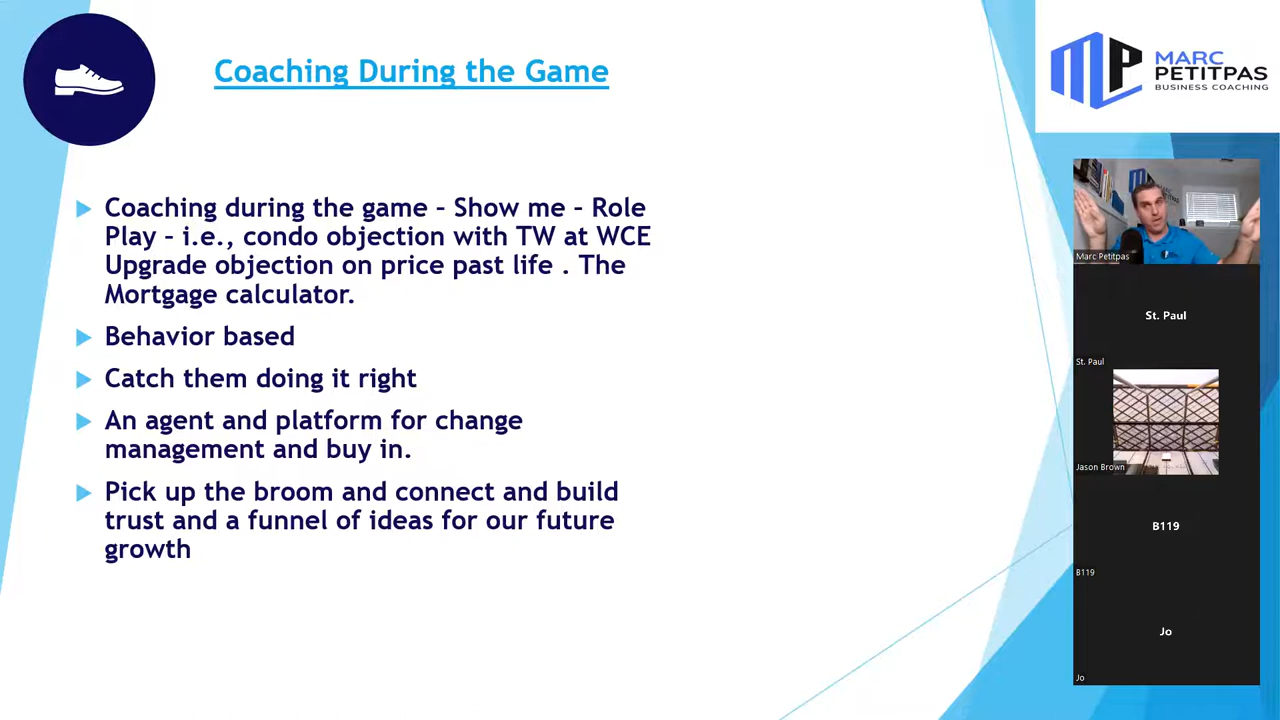 Coaching During the Game
MARC
PETITPAS
BUSINESS COACHING
Coaching during the game – Show me – Role
Play – i.e., condo objection with TW at WCE
Upgrade objection on price past life . The
Mortgage calculator.
Behavior based
Catch them doing it right
An agent and platform for change
management and buy in.
Pick up the broom and connect and build
trust and a funnel of ideas for our future
growth
Marc Petitpas
St. Paul
St. Paul
Jason Brown
B119
B119
Jo
Jo